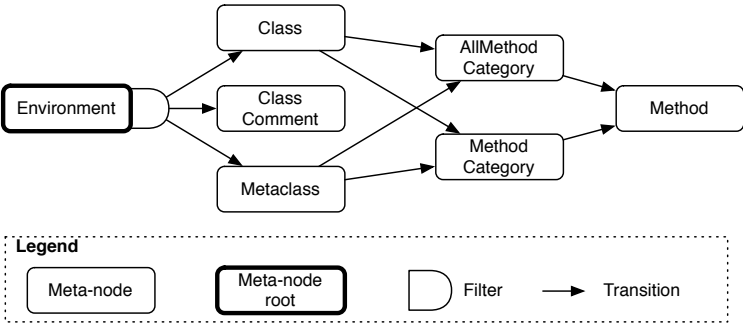 Class
AllMethod
Category
Environment
Class
Comment
Method
Method
Category
Metaclass
Legend
Meta-node
Meta-node
root
Filter
Transition